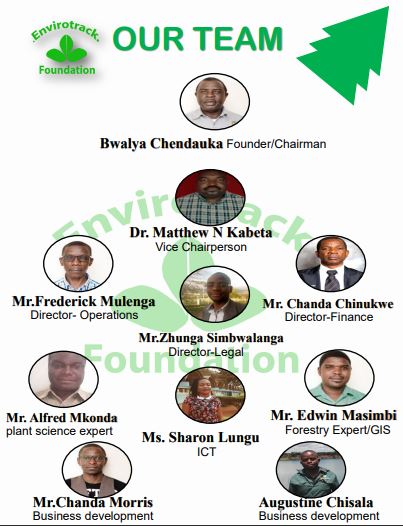 Envirotrack
Foundation
OUR TEAM
Bwalya Chendauka Founder/Chairman
Envirotrack
Dr. Matthew N Kabeta
Vice Chairperson
Mr.Frederick Mulenga
Director- Operations
Mr. Chanda Chinukwe
Director-Finance
Mr.Zhunga Simbwalanga
Director-Legal
Foundation
Mr. Alfred Mkonda
plant science expert
Mr. Edwin Masimbi
Forestry Expert/GIS
Ms. Sharon Lungu
ICT
Mr.Chanda Morris
Business development
Augustine Chisala
Business development